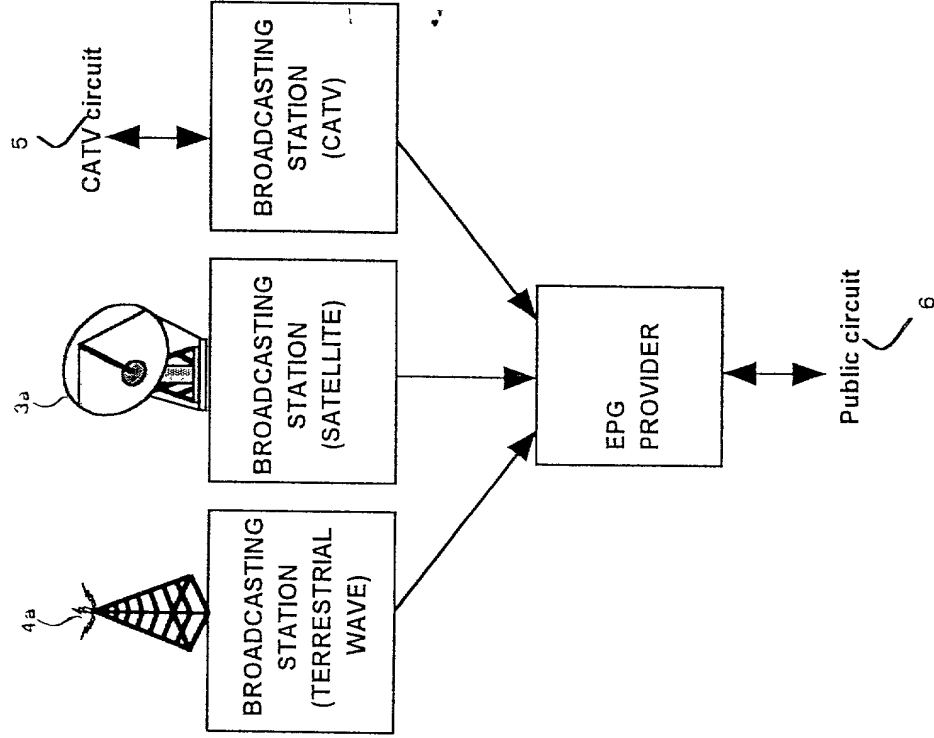 4a
BROADCASTING
STATION
(TERRESTRIAL
WAVE)
3a
BROADCASTING
STATION
(SATELLITE)
5
CATV circuit
BROADCASTING
STATION
(CATV)
EPG
PROVIDER
Public circuit
6